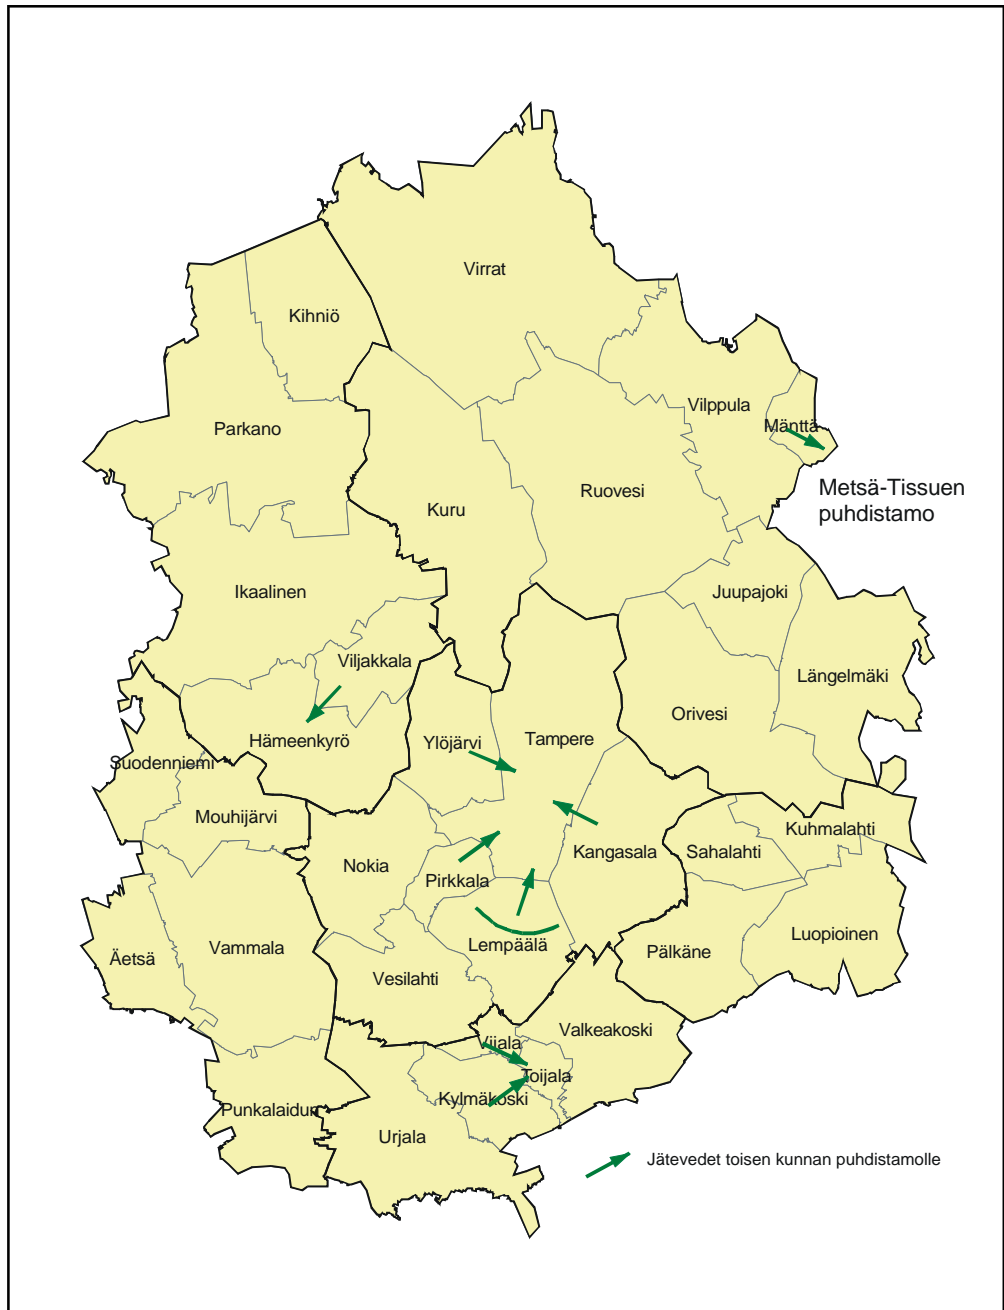 Virrat
Kihniö
Vilppula
Mänttä
Parkano
Metsä-Tissuen
puhdistamo
Ruovesi
Kuru
Ikaalinen
Juupajoki
Viljakkala
Längelmäki
Orivesi
Hämeenkyrö
Ylöjärvi
Tampere
Suodenniemi
Mouhijärvi
Kuhmalahti
Nokia
Pirkkala
Kangasala
Sahalahti
Äetsä
Vammala
Lempäälä
Pälkäne
Luopioinen
Vesilahti
Valkeakoski
Viiala
Toijala
Kylmäkoski
Punkalaidun
Urjala
Jätevedet toisen kunnan puhdistamolle